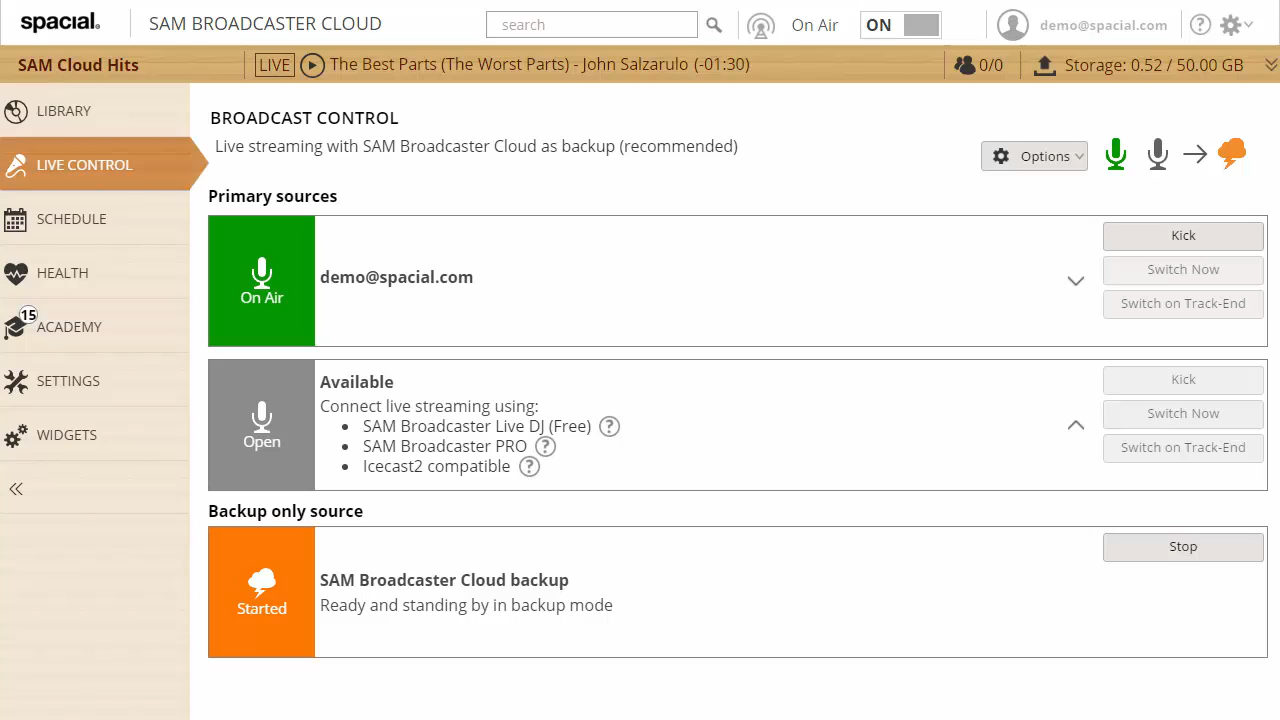 spacial. SAM BROADCASTER CLOUD search On Air ON demo@spacial.com
SAM Cloud Hits LIVE The Best Parts (The Worst Parts) - John Salzarulo (-01:30) 0/0 Storage: 0.52 / 50.00 GB
LIBRARY
LIVE CONTROL
SCHEDULE
HEALTH
15
ACADEMY
SETTINGS
WIDGETS
BROADCAST CONTROL
Live streaming with SAM Broadcaster Cloud as backup (recommended)
Options
Primary sources
On Air
demo@spacial.com
Kick
Switch Now
Switch on Track-End
Open
Available
Connect live streaming using:
• SAM Broadcaster Live DJ (Free) ?
• SAM Broadcaster PRO ?
• Icecast2 compatible ?
Kick
Switch Now
Switch on Track-End
Backup only source
Started
SAM Broadcaster Cloud backup
Ready and standing by in backup mode
Stop